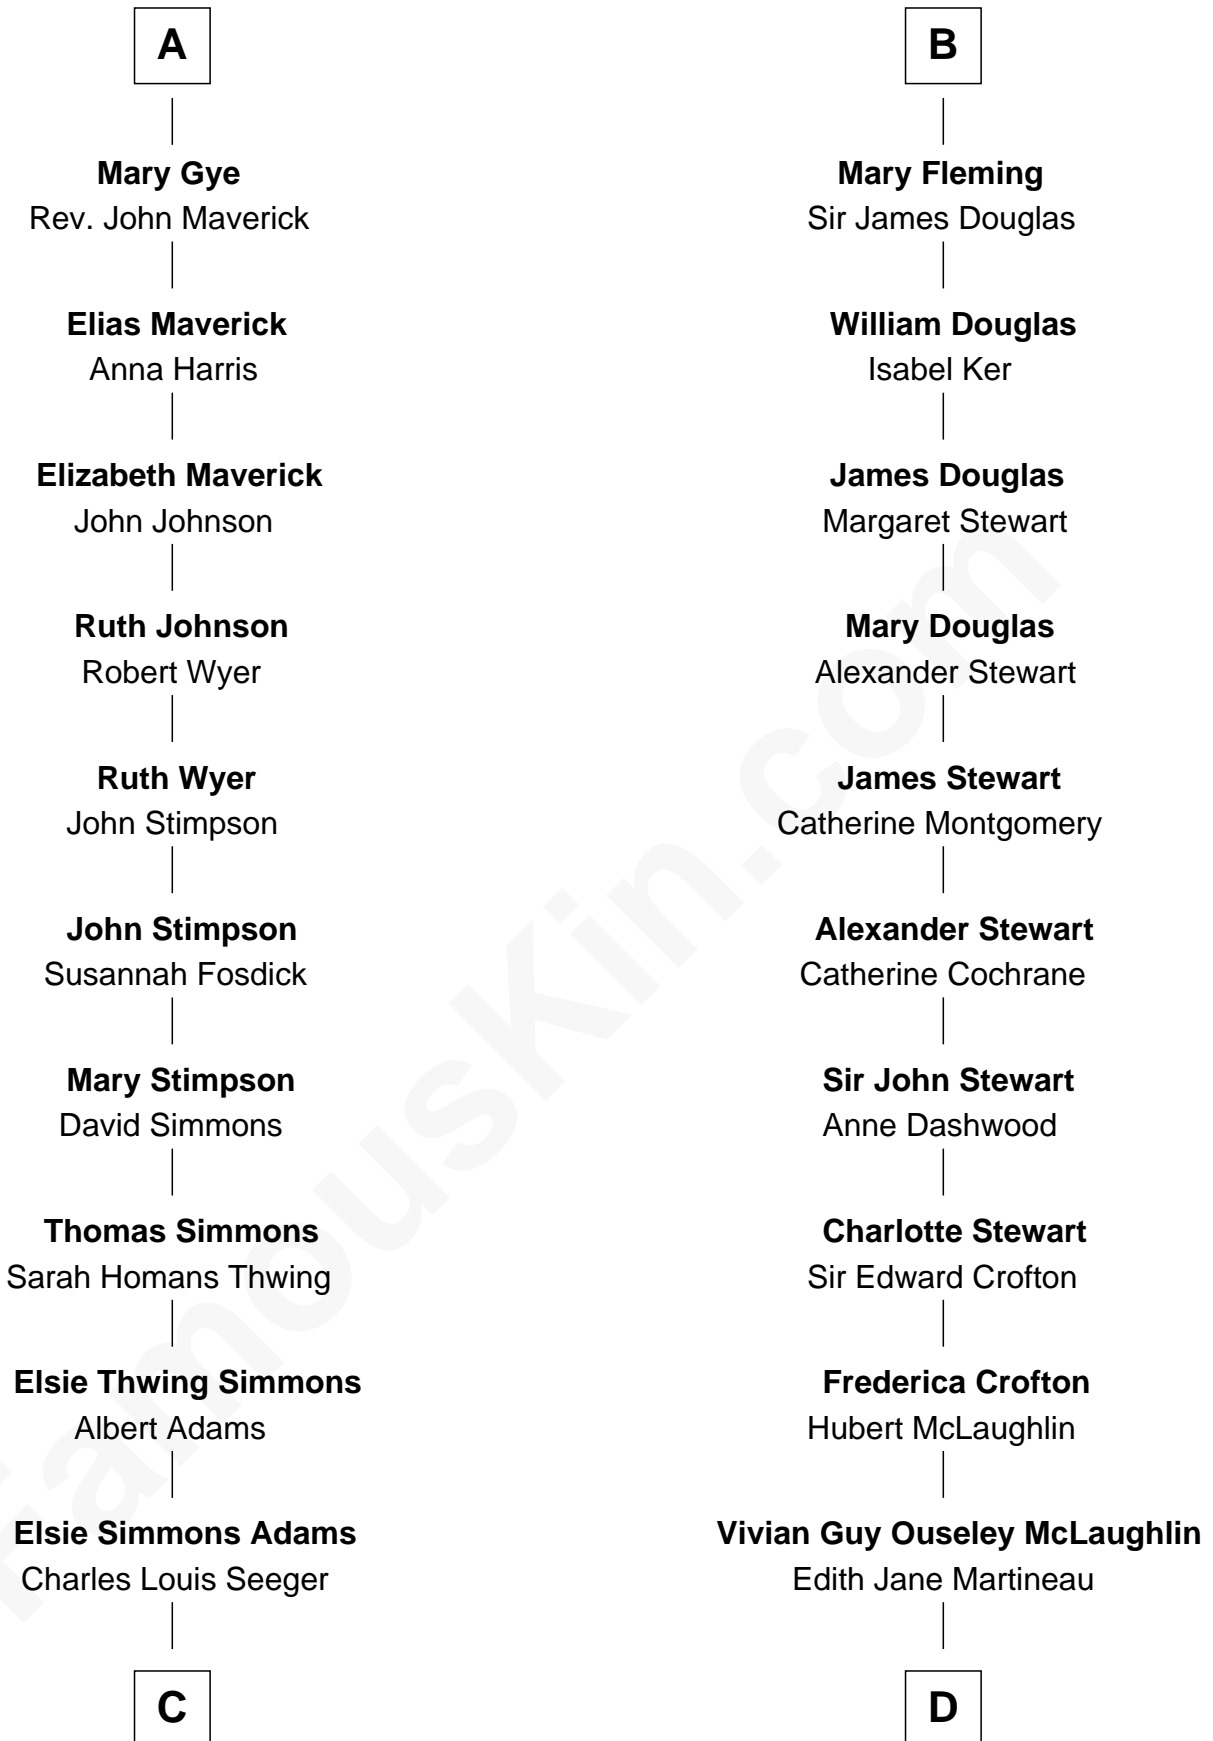 A
Mary Gye
Rev. John Maverick
Elias Maverick
Anna Harris
Elizabeth Maverick
John Johnson
Ruth Johnson
Robert Wyer
Ruth Wyer
John Stimpson
John Stimpson
Susannah Fosdick
Mary Stimpson
David Simmons
Thomas Simmons
Sarah Homans Thwing
Elsie Thwing Simmons
Albert Adams
Elsie Simmons Adams
Charles Louis Seeger
C
B
Mary Fleming
Sir James Douglas
William Douglas
Isabel Ker
James Douglas
Margaret Stewart
Mary Douglas
Alexander Stewart
James Stewart
Catherine Montgomery
Alexander Stewart
Catherine Cochrane
Sir John Stewart
Anne Dashwood
Charlotte Stewart
Sir Edward Crofton
Frederica Crofton
Hubert McLaughlin
Vivian Guy Ouseley McLaughlin
Edith Jane Martineau
D
FamousKin.com